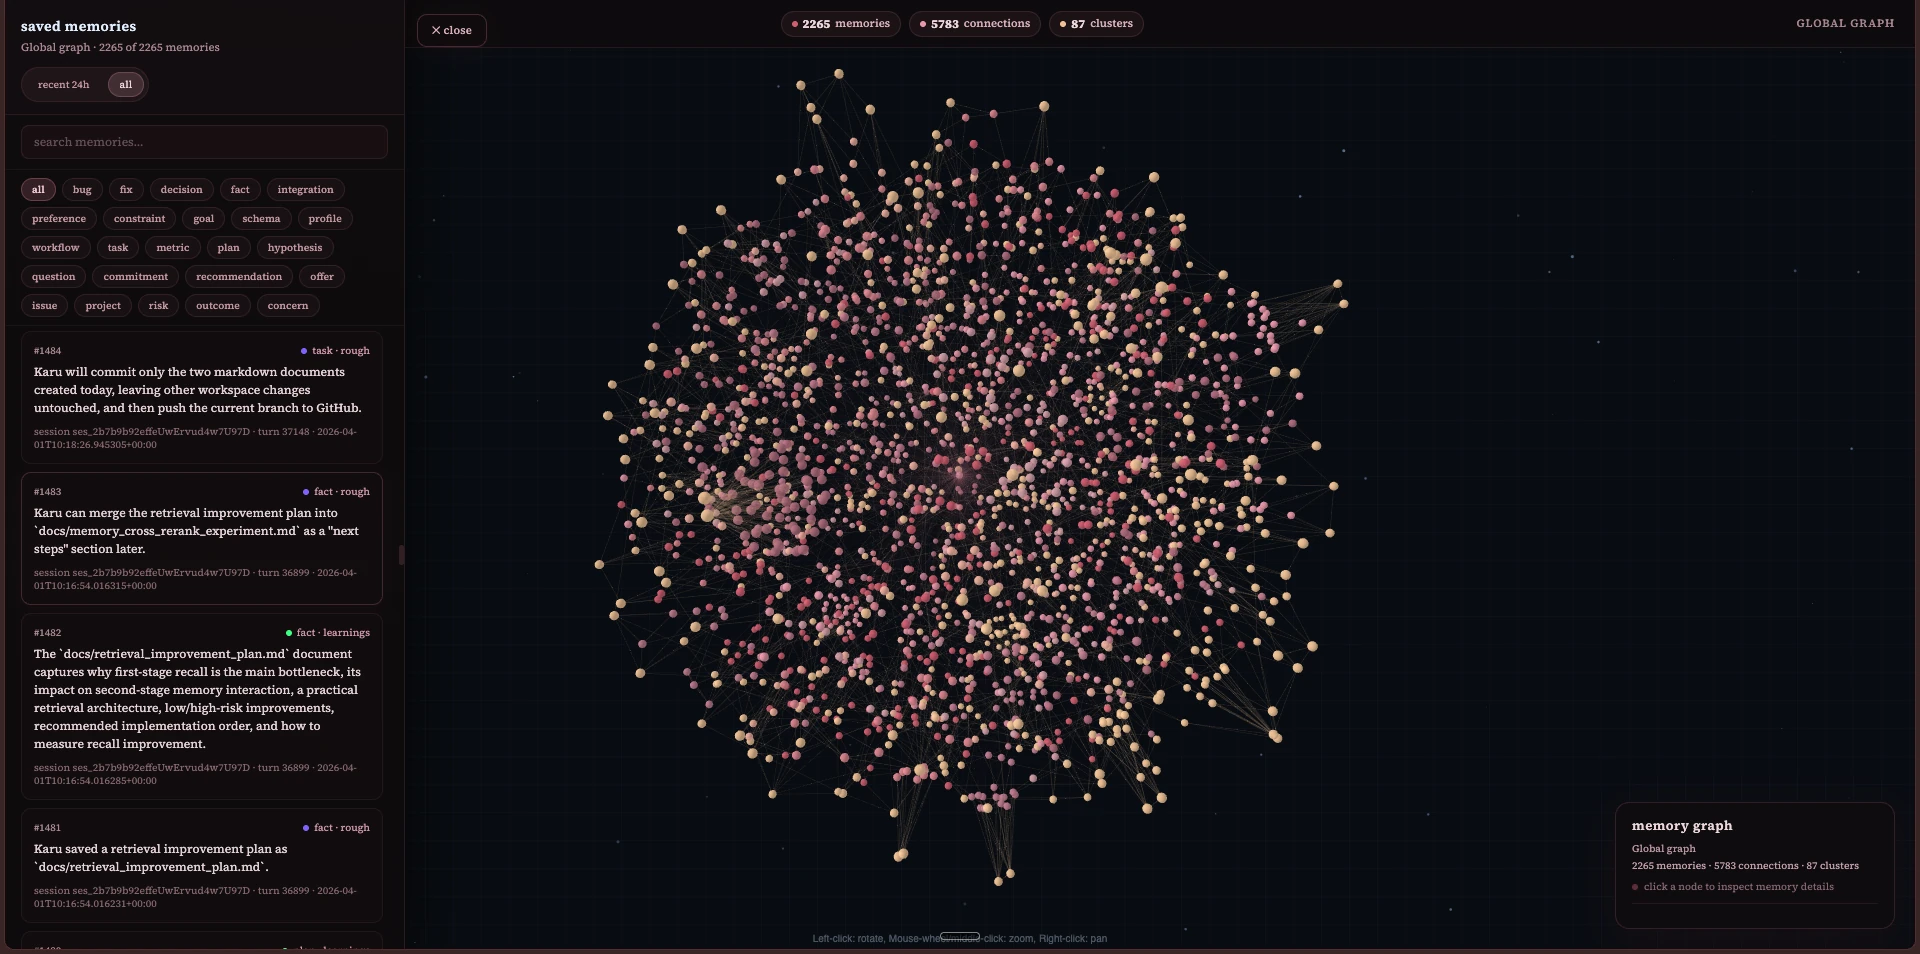 saved memories
Global graph · 2265 of 2265 memories
recent 24h
all
search memories...
all bug fix decision fact integration
preference constraint goal schema profile
workflow task metric plan hypothesis
question commitment recommendation offer
issue project risk outcome concern
#1484 task · rough
Karu will commit only the two markdown documents
created today, leaving other workspace changes
untouched, and then push the current branch to GitHub.
session ses_2b7b9b92effeUwErvud4w7U97D · turn 37148 · 2026-04-
01T10:18:26.945305+00:00
#1483 fact · rough
Karu can merge the retrieval improvement plan into
`docs/memory_cross_rerank_experiment.md` as a "next
steps" section later.
session ses_2b7b9b92effeUwErvud4w7U97D · turn 36899 · 2026-04-
01T10:16:54.016315+00:00
#1482 fact · learnings
The `docs/retrieval_improvement_plan.md` document
captures why first-stage recall is the main bottleneck, its
impact on second-stage memory interaction, a practical
retrieval architecture, low/high-risk improvements,
recommended implementation order, and how to
measure recall improvement.
session ses_2b7b9b92effeUwErvud4w7U97D · turn 36899 · 2026-04-
01T10:16:54.016285+00:00
#1481 fact · rough
Karu saved a retrieval improvement plan as
`docs/retrieval_improvement_plan.md`.
session ses_2b7b9b92effeUwErvud4w7U97D · turn 36899 · 2026-04-
01T10:16:54.016231+00:00
× close
2265 memories
5783 connections
87 clusters
GLOBAL GRAPH
memory graph
Global graph
2265 memories · 5783 connections · 87 clusters
click a node to inspect memory details
Left-click: rotate, Mouse-wheel/middle-click: zoom, Right-click: pan